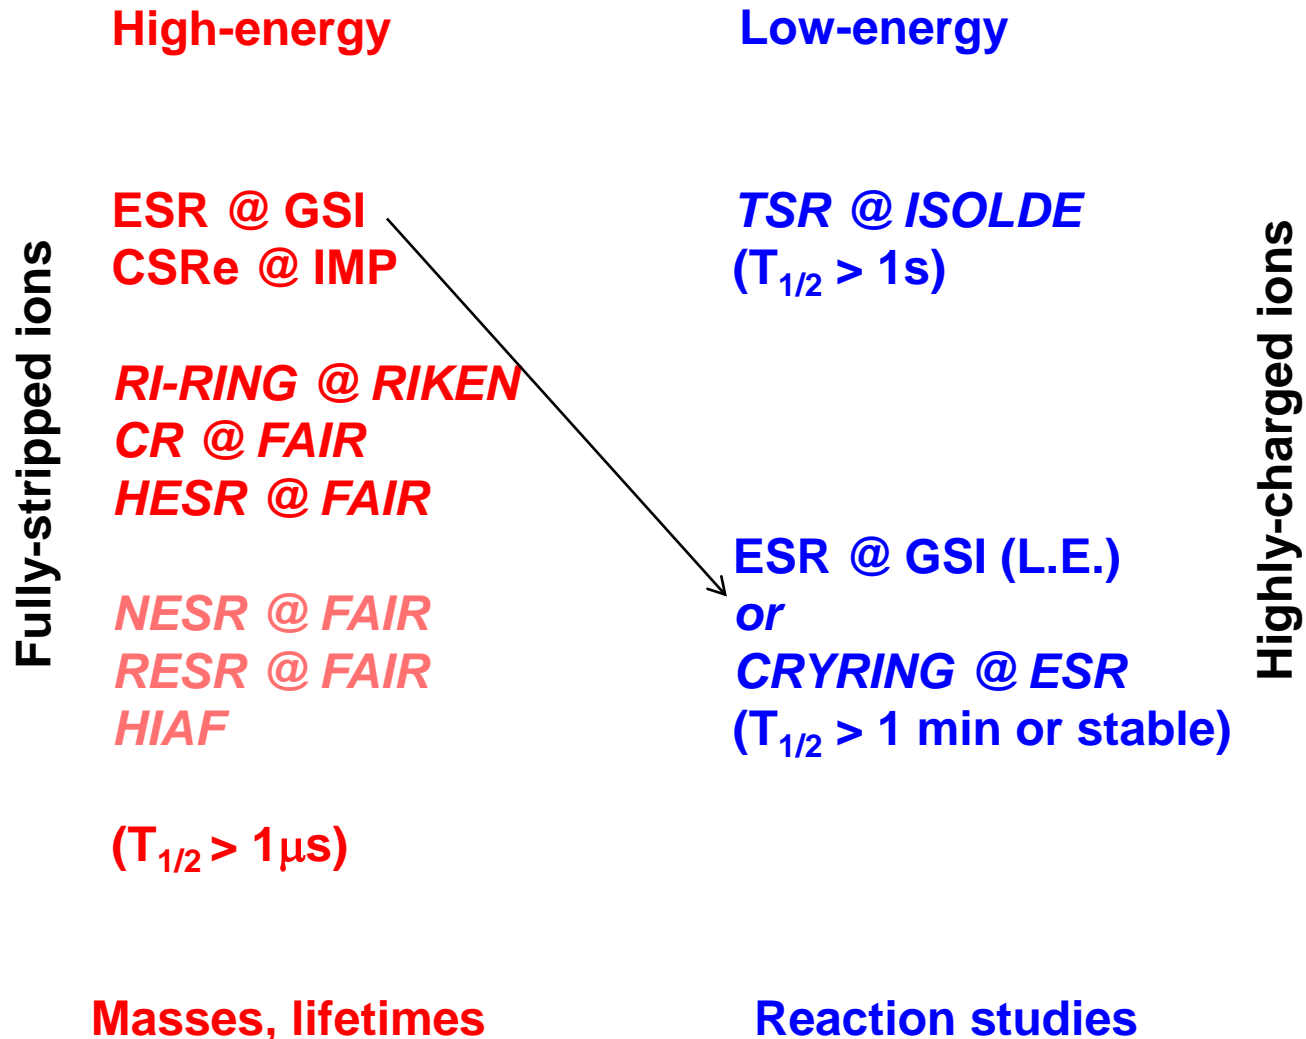 High-energy
Low-energy
Fully-stripped ions
ESR @ GSI
CSRe @ IMP
RI-RING @ RIKEN
CR @ FAIR
HESR @ FAIR
NESR @ FAIR
RESR @ FAIR
HIAF
(T1/2 > 1μs)
Masses, lifetimes
TSR @ ISOLDE
(T1/2 > 1s)
ESR @ GSI (L.E.)
or
CRYRING @ ESR
(T1/2 > 1 min or stable)
Reaction studies
Highly-charged ions